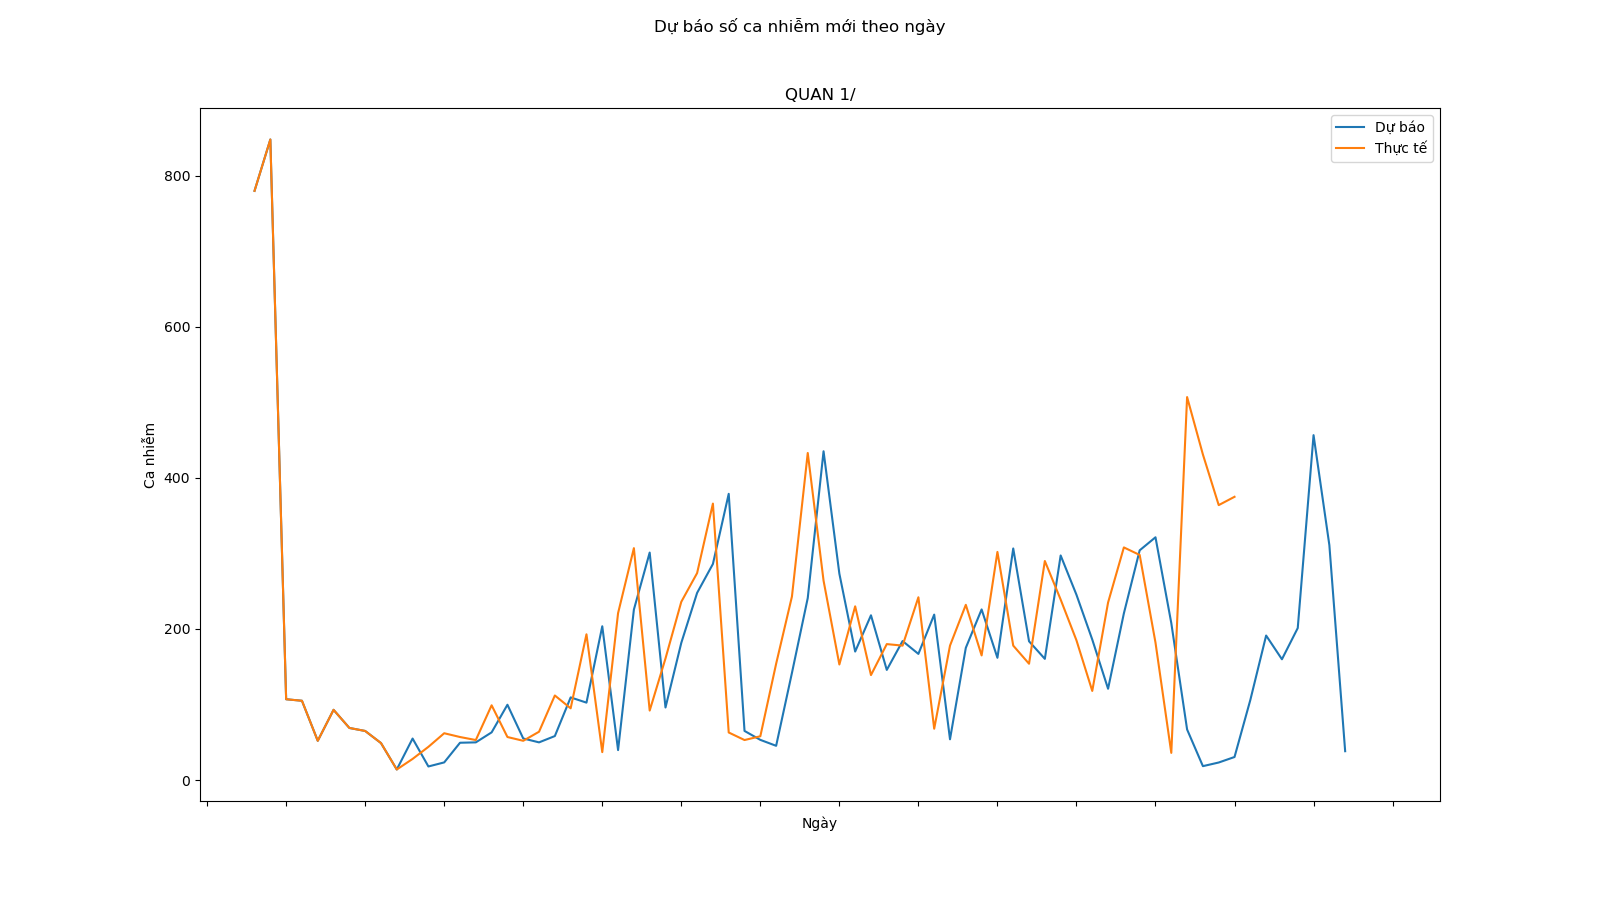 Dự báo số ca nhiễm mới theo ngày
QUAN 1/
Dự báo
Thực tế
800
600
400
200
0
Ca nhiễm
Ngày